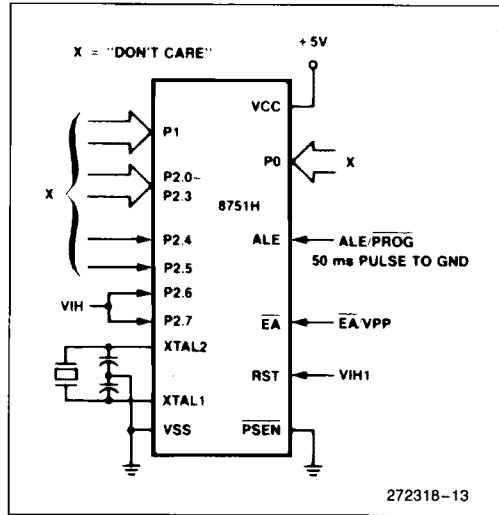 X = "DON'T CARE"
+5V
VCC
P1
P0
X
X
P2.0–
P2.3
8751H
P2.4
ALE
ALE/PROG
50 ms PULSE TO GND
P2.5
P2.6
VIH
P2.7
EA
EA/VPP
XTAL2
RST
VIH1
XTAL1
VSS
PSEN
272318–13